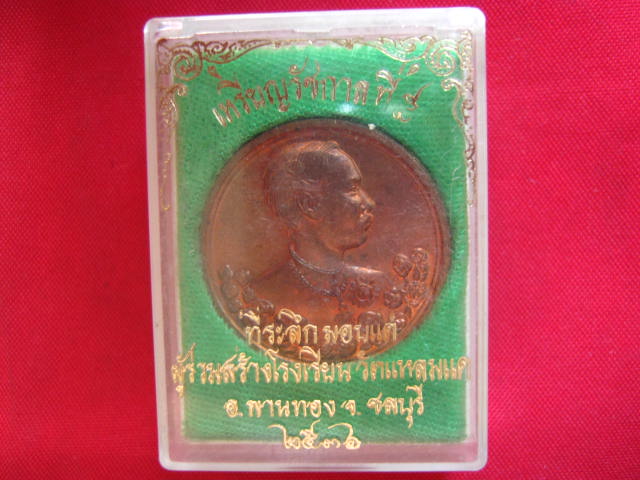 เหรียญรัชกาลที่ ๕
ที่ระลึก มอบแด่
ผู้ร่วมสร้างโรงเรียน วัดแหลมแค
อ.พานทอง จ.ชลบุรี
๒๕๓๖